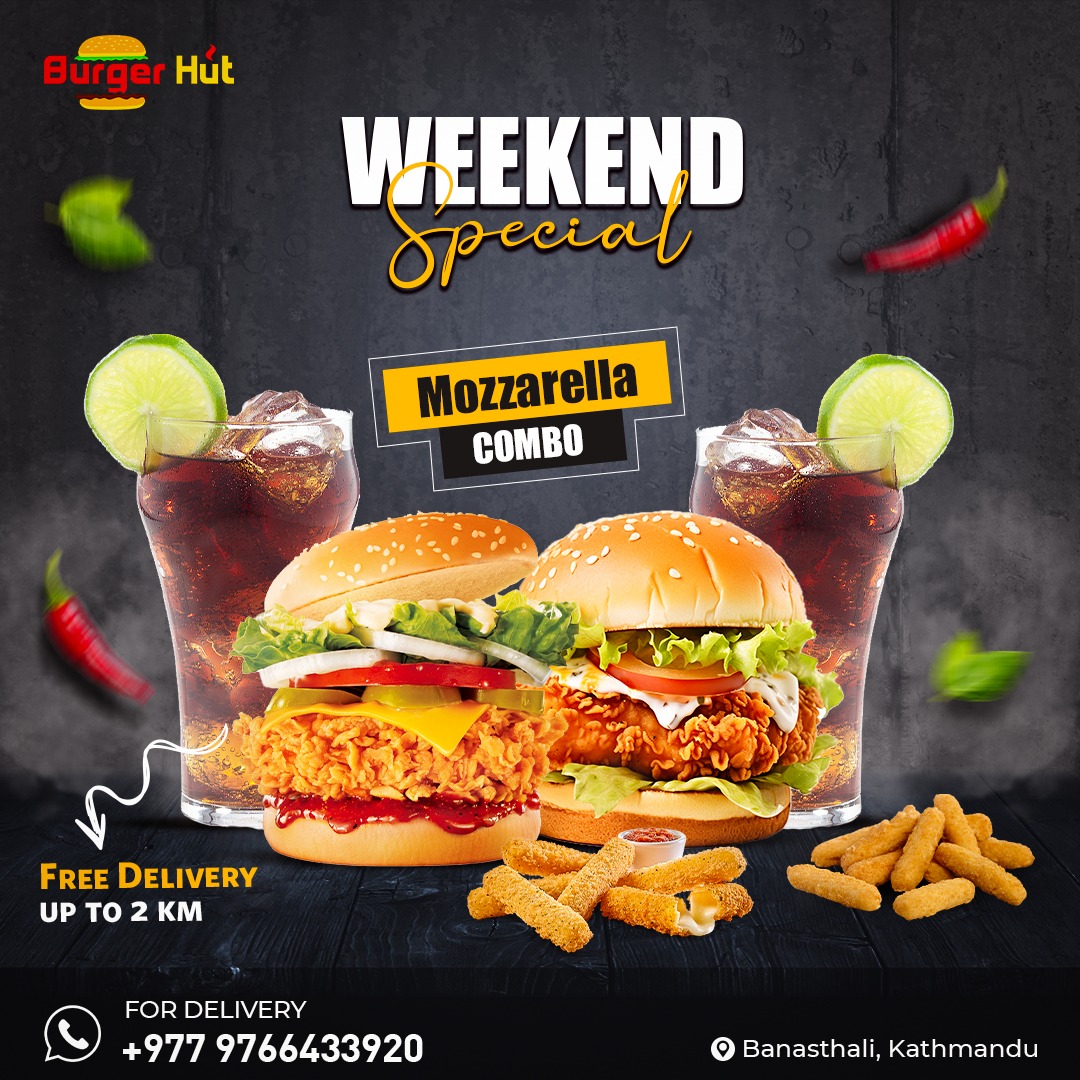 Burger Hut
WEEKEND
Special
Mozzarella
COMBO
FREE DELIVERY
UP TO 2 KM
FOR DELIVERY
+977 9766433920
Banasthali, Kathmandu